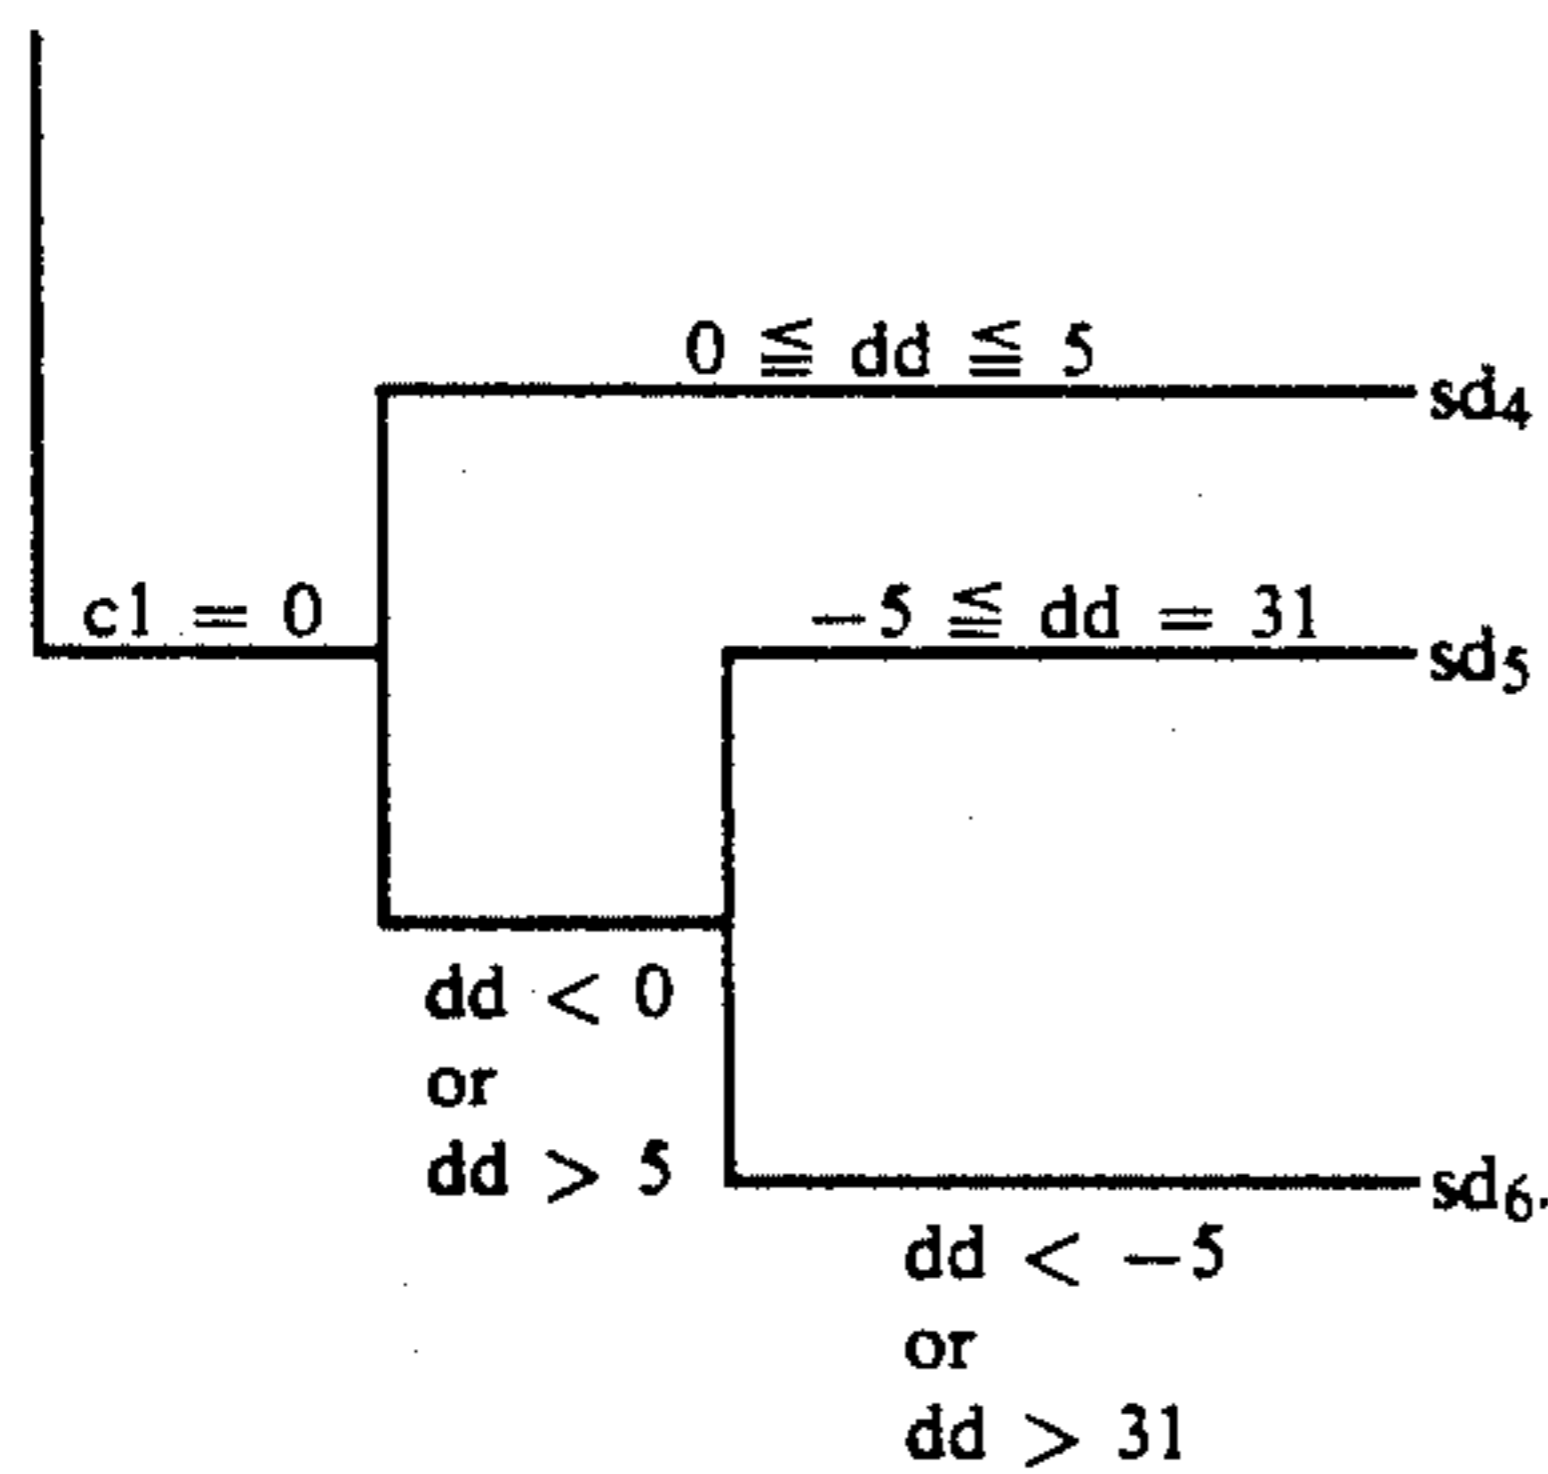 0 ≦ dd ≦ 5
sd₄
c1 = 0
−5 ≦ dd = 31
sd₅
dd < 0
or
dd > 5
sd₆.
dd < −5
or
dd > 31